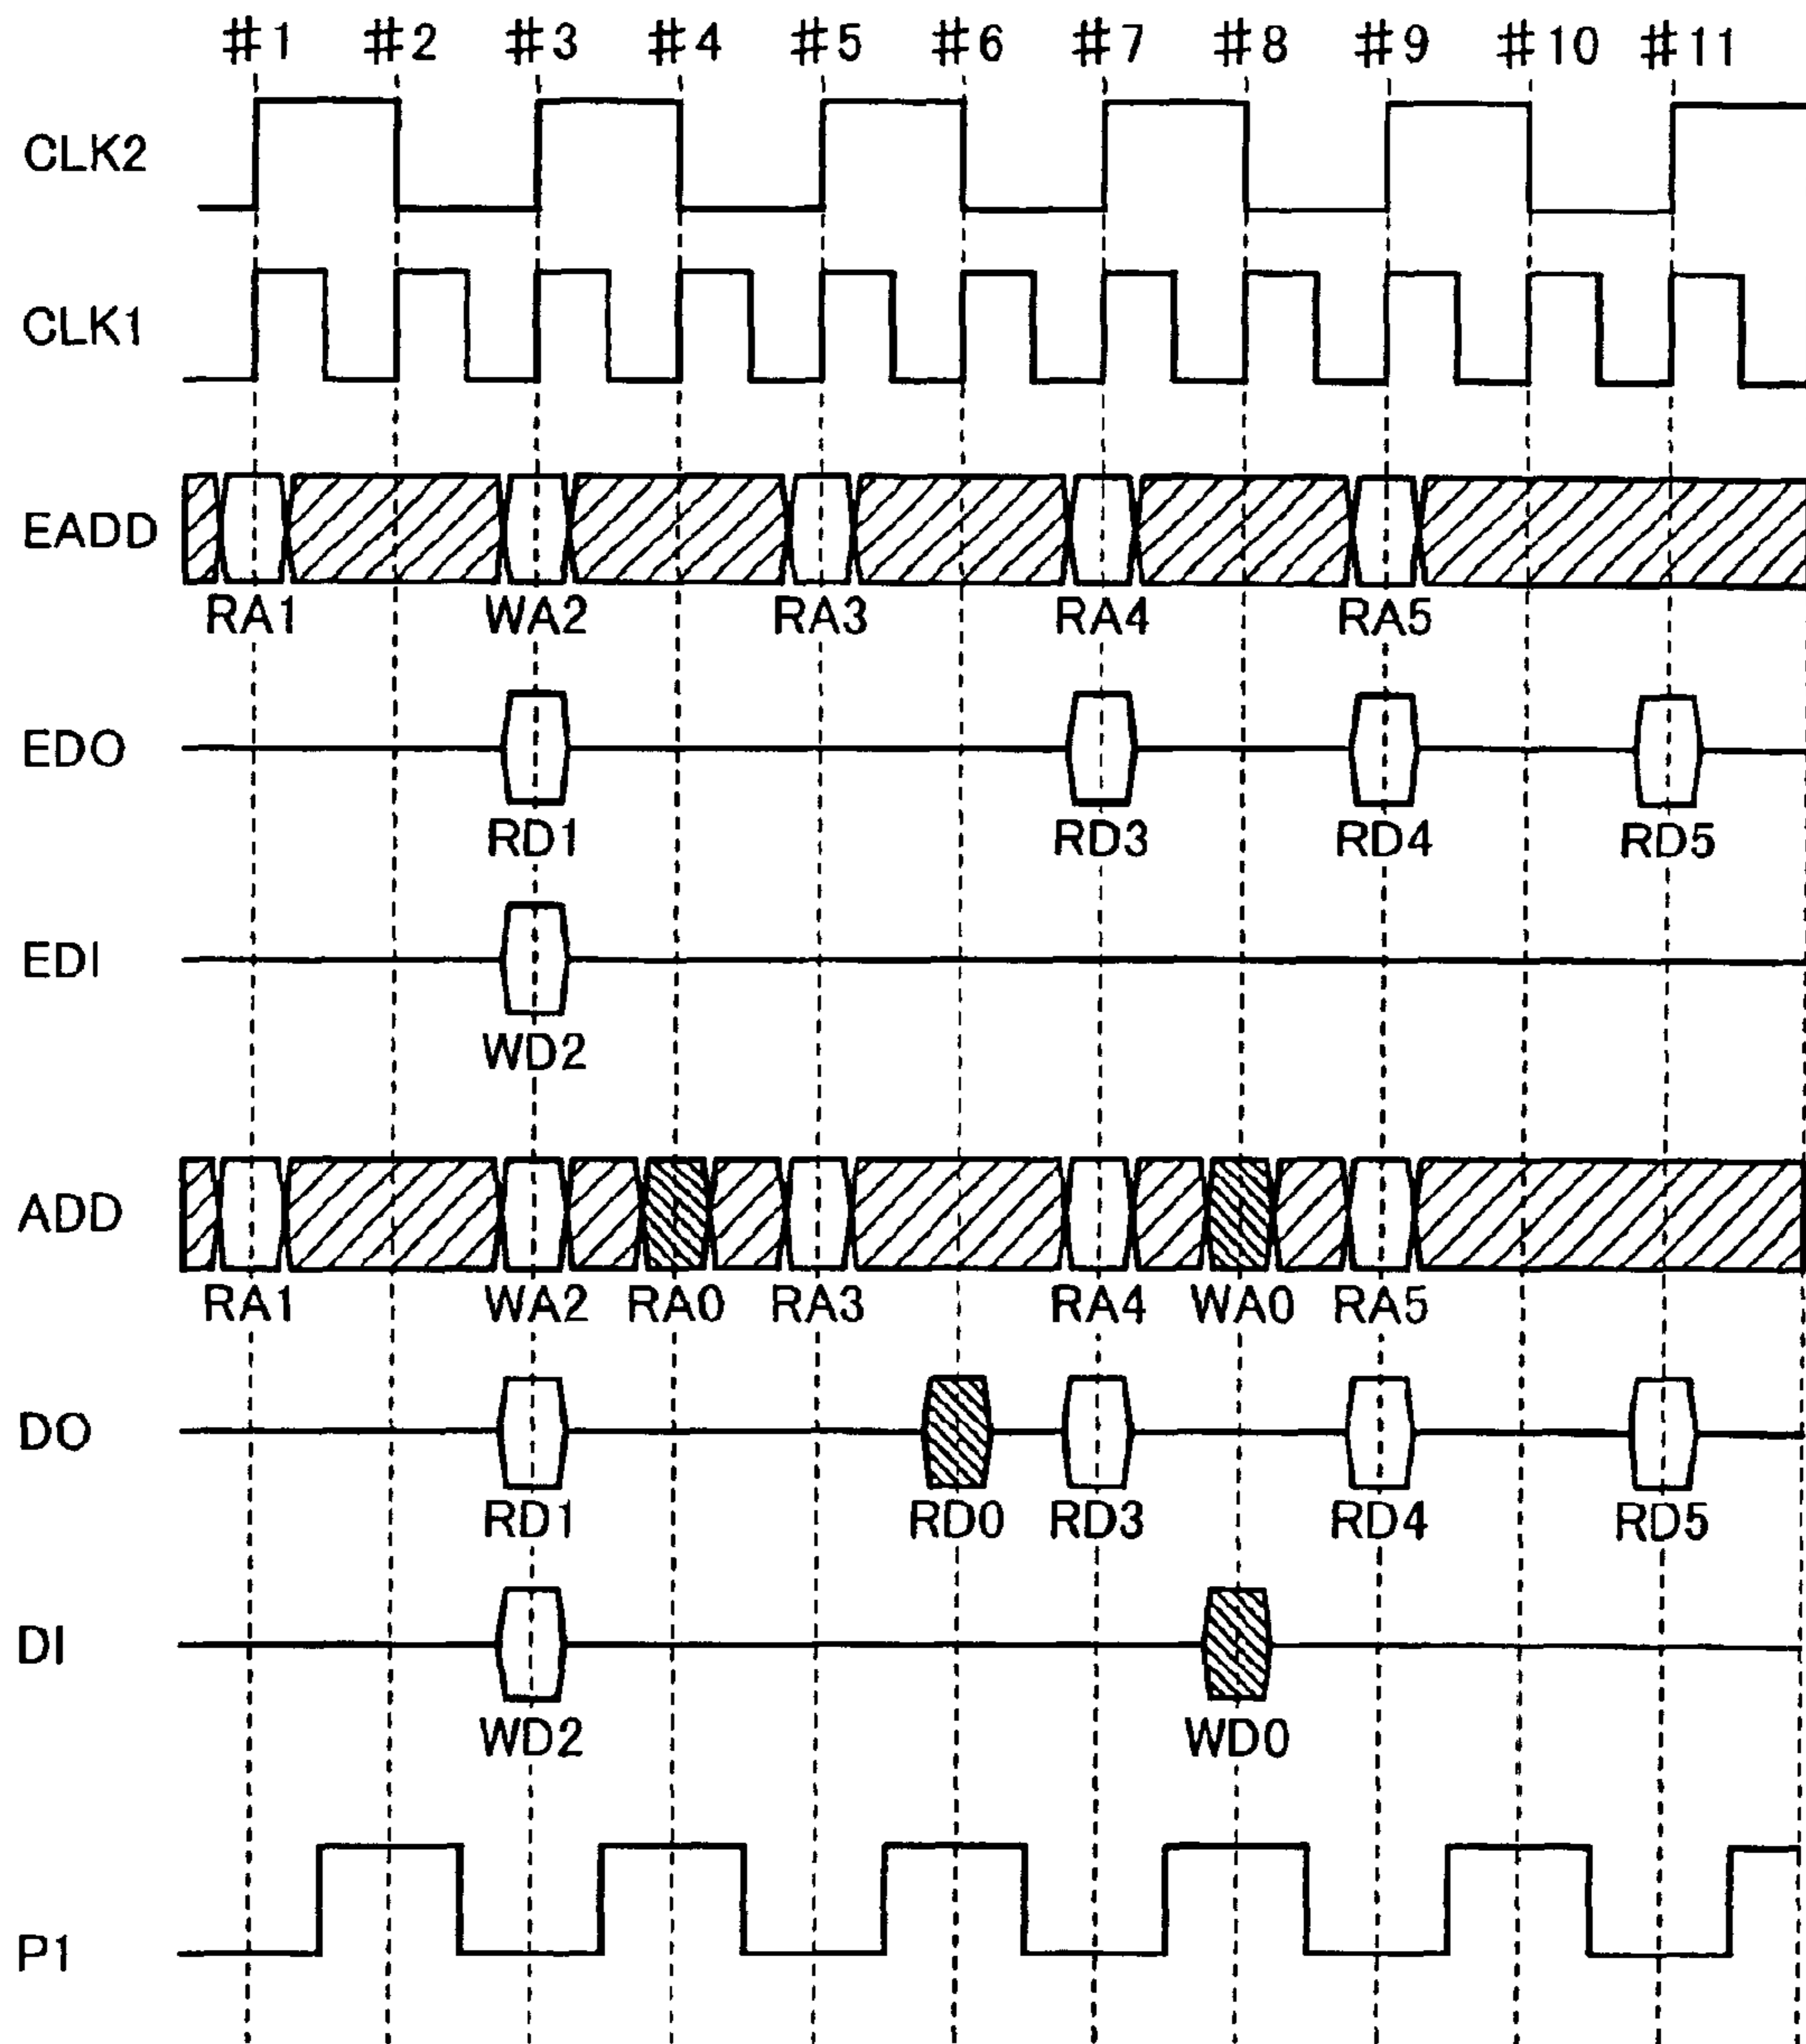 #1 #2 #3 #4 #5 #6 #7 #8 #9 #10 #11
CLK2
CLK1
EADD
RA1 WA2 RA3 RA4 RA5
EDO
RD1 RD3 RD4 RD5
EDI
WD2
ADD
RA1 WA2 RA0 RA3 RA4 WA0 RA5
DO
RD1 RD0 RD3 RD4 RD5
DI
WD2 WD0
P1